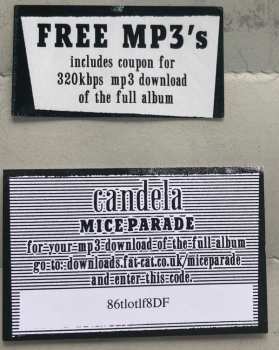 FREE MP3's
includes coupon for
320kbps mp3 download
of the full album
candela
MICE PARADE
for your mp3 download of the full album
go to: downloads.fat-cat.co.uk/miceparade
and enter this code.
86tlotlf8DF